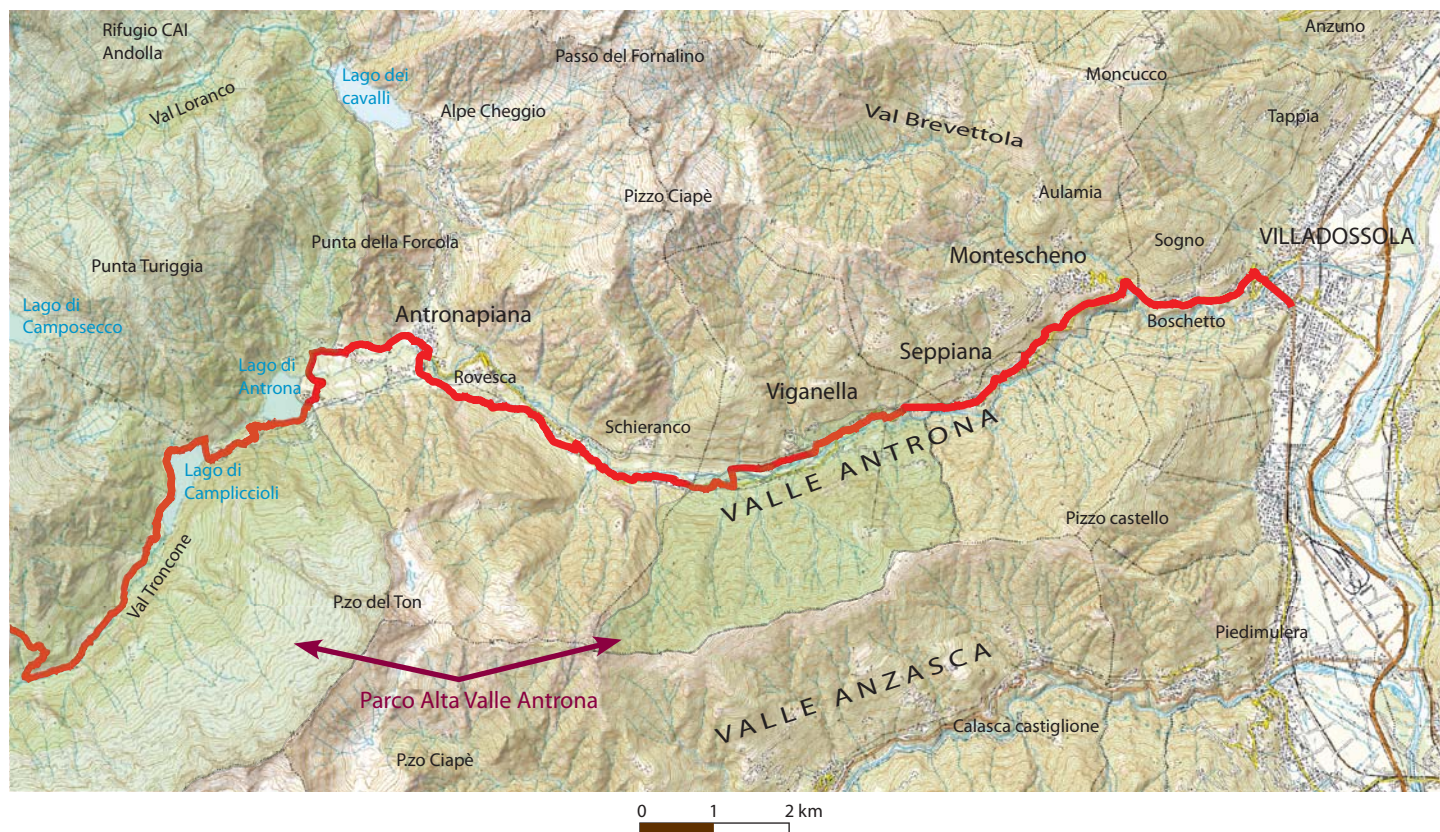 Rifugio CAI
Andolla
Anzuno
Passo del Fornalino
Lago dei
cavalli
Moncucco
Val Loranco
Alpe Cheggio
Val Brevettola
Tappia
Pizzo Ciapè
Aulamia
Punta della Forcola
Sogno
VILLADOSSOLA
Punta Turiggia
Montescheno
Lago di
Camposecco
Antronapiana
Boschetto
Seppiana
Lago di
Antrona
Rovesca
Viganella
Schieranco
VALLE ANTRONA
Lago di
Campliccioli
Pizzo castello
Val Troncone
P.zo del Ton
Piedimulera
Parco Alta Valle Antrona
VALLE ANZASCA
Calasca castiglione
P.zo Ciapè
0 1 2 km